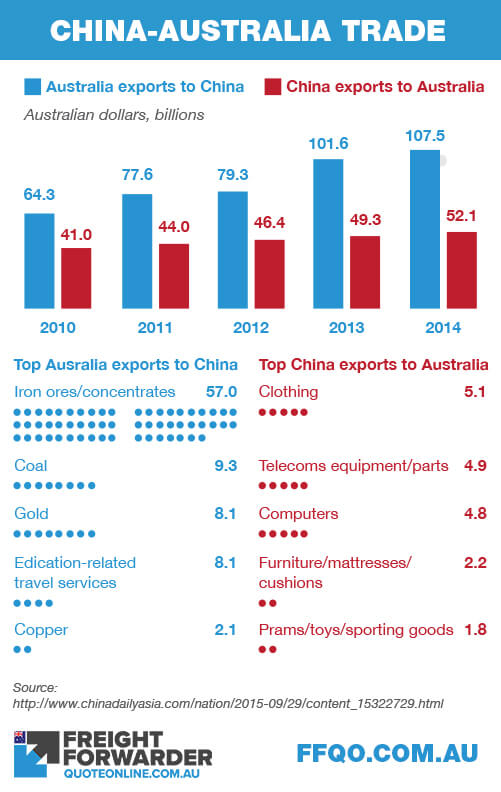 CHINA-AUSTRALIA TRADE
Australia exports to China
China exports to Australia
Australian dollars, billions
64.3
41.0
77.6
44.0
79.3
46.4
101.6
49.3
107.5
52.1
2010
2011
2012
2013
2014
Top Ausralia exports to China
Iron ores/concentrates 57.0
Coal 9.3
Gold 8.1
Edication-related
travel services 8.1
Copper 2.1
Top China exports to Australia
Clothing 5.1
Telecoms equipment/parts 4.9
Computers 4.8
Furniture/mattresses/ 2.2
cushions
Prams/toys/sporting goods 1.8
Source:
http://www.chinadailyasia.com/nation/2015-09/29/content_15322729.html
FREIGHT
FORWARDER
QUOTEONLINE.COM.AU
FFQO.COM.AU